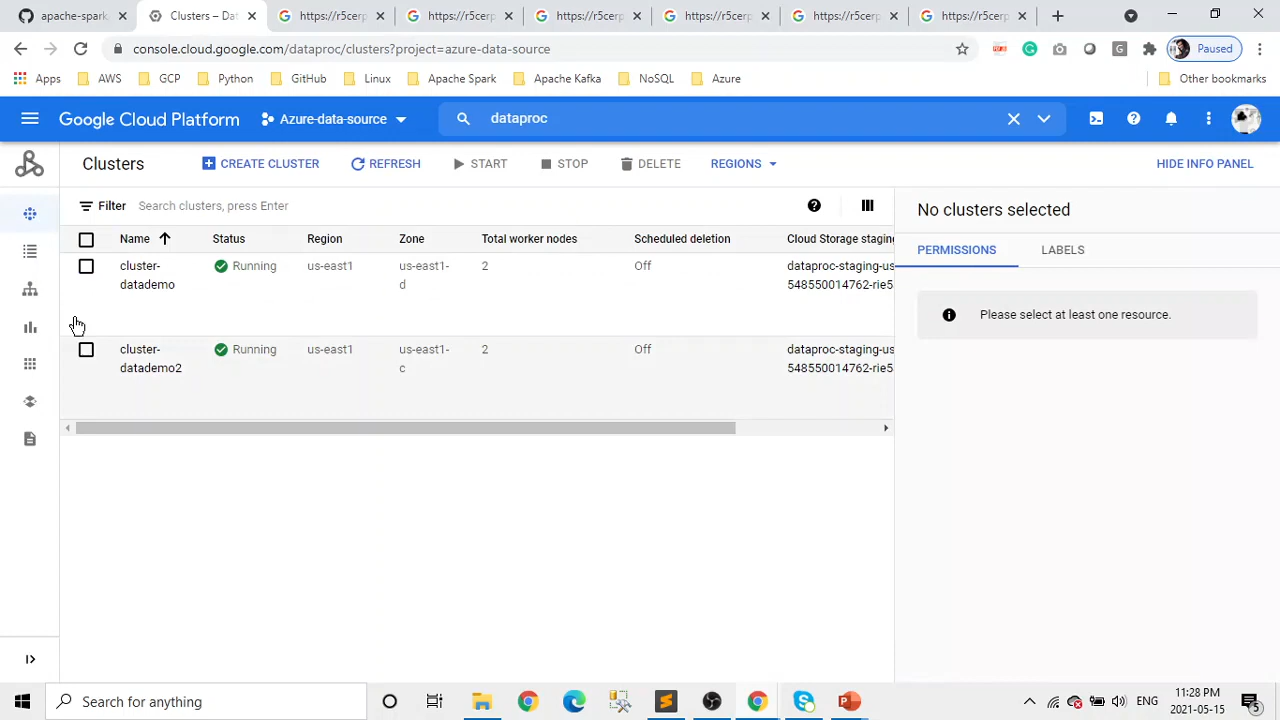 apache-spark.
Clusters – Dat
https://r5cerp
https://r5cerp
https://r5cerp
https://r5cerp
https://r5cerp
https://r5cerp
console.cloud.google.com/dataproc/clusters?project=azure-data-source
Paused
Apps
AWS
GCP
Python
GitHub
Linux
Apache Spark
Apache Kafka
NoSQL
Azure
Other bookmarks
Google Cloud Platform
Azure-data-source
dataproc
Clusters
CREATE CLUSTER
REFRESH
START
STOP
DELETE
REGIONS
HIDE INFO PANEL
Filter
Search clusters, press Enter
No clusters selected
PERMISSIONS
LABELS
Please select at least one resource.
Name Status Region Zone Total worker nodes Scheduled deletion Cloud Storage staging
cluster- Running us-east1 us-east1- 2 Off dataproc-staging-us
datademo d 548550014762-rie5
cluster- Running us-east1 us-east1- 2 Off dataproc-staging-us
datademo2 c 548550014762-rie5
Search for anything
ENG
11:28 PM
2021-05-15
5